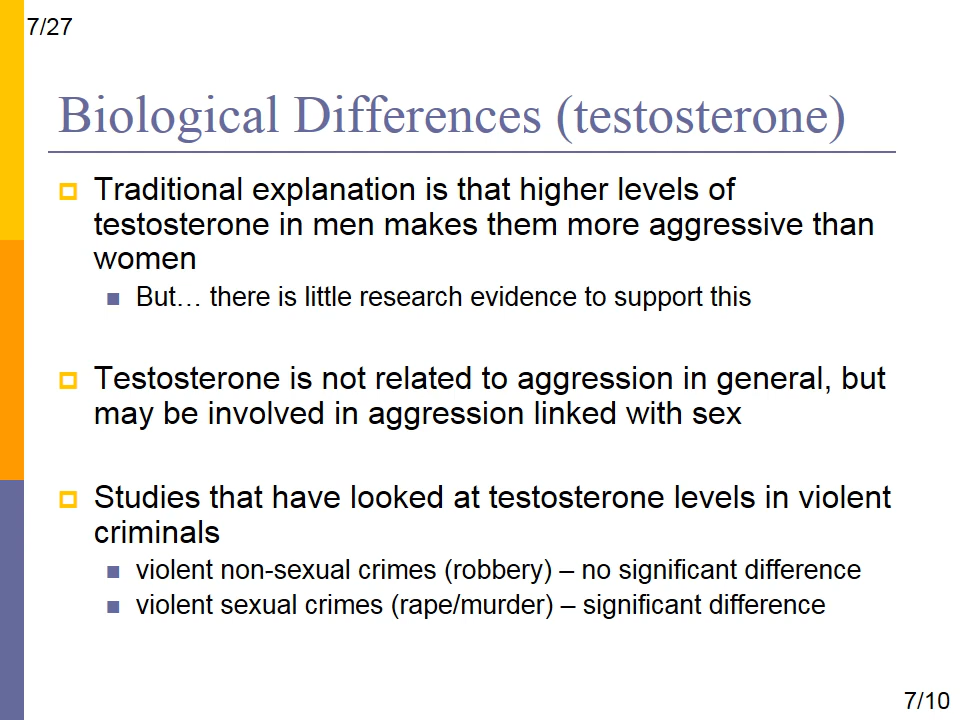 7/27
Biological Differences (testosterone)
Traditional explanation is that higher levels of
testosterone in men makes them more aggressive than
women
But… there is little research evidence to support this
Testosterone is not related to aggression in general, but
may be involved in aggression linked with sex
Studies that have looked at testosterone levels in violent
criminals
violent non-sexual crimes (robbery) – no significant difference
violent sexual crimes (rape/murder) – significant difference
7/10